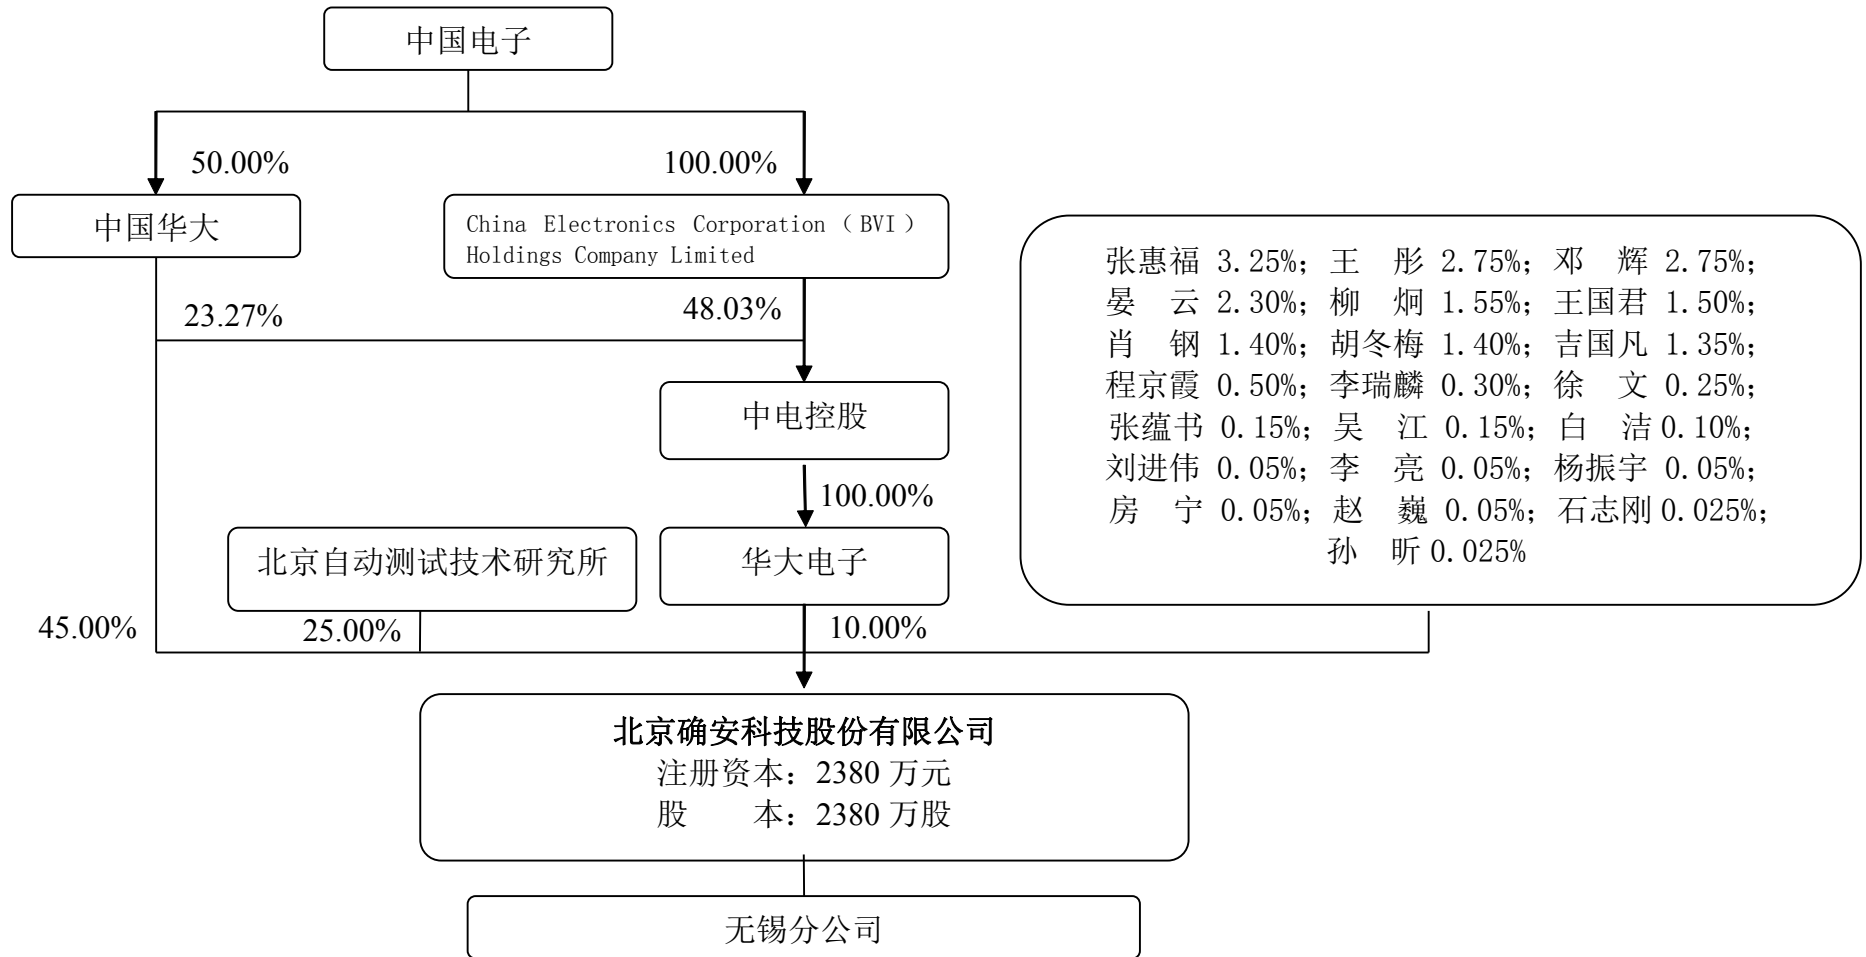 中国电子
50.00%
100.00%
中国华大
China Electronics Corporation（BVI）
Holdings Company Limited
23.27%
48.03%
中电控股
100.00%
北京自动测试技术研究所
华大电子
45.00%
25.00%
10.00%
张惠福 3.25%；王　彤 2.75%；邓　辉 2.75%；
晏　云 2.30%；柳　炯 1.55%；王国君 1.50%；
肖　钢 1.40%；胡冬梅 1.40%；吉国凡 1.35%；
程京霞 0.50%；李瑞麟 0.30%；徐　文 0.25%；
张蕴书 0.15%；吴　江 0.15%；白　洁 0.10%；
刘进伟 0.05%；李　亮 0.05%；杨振宇 0.05%；
房　宁 0.05%；赵　巍 0.05%；石志刚 0.025%；
孙　昕 0.025%
北京确安科技股份有限公司
注册资本：2380 万元
股　　本：2380 万股
无锡分公司